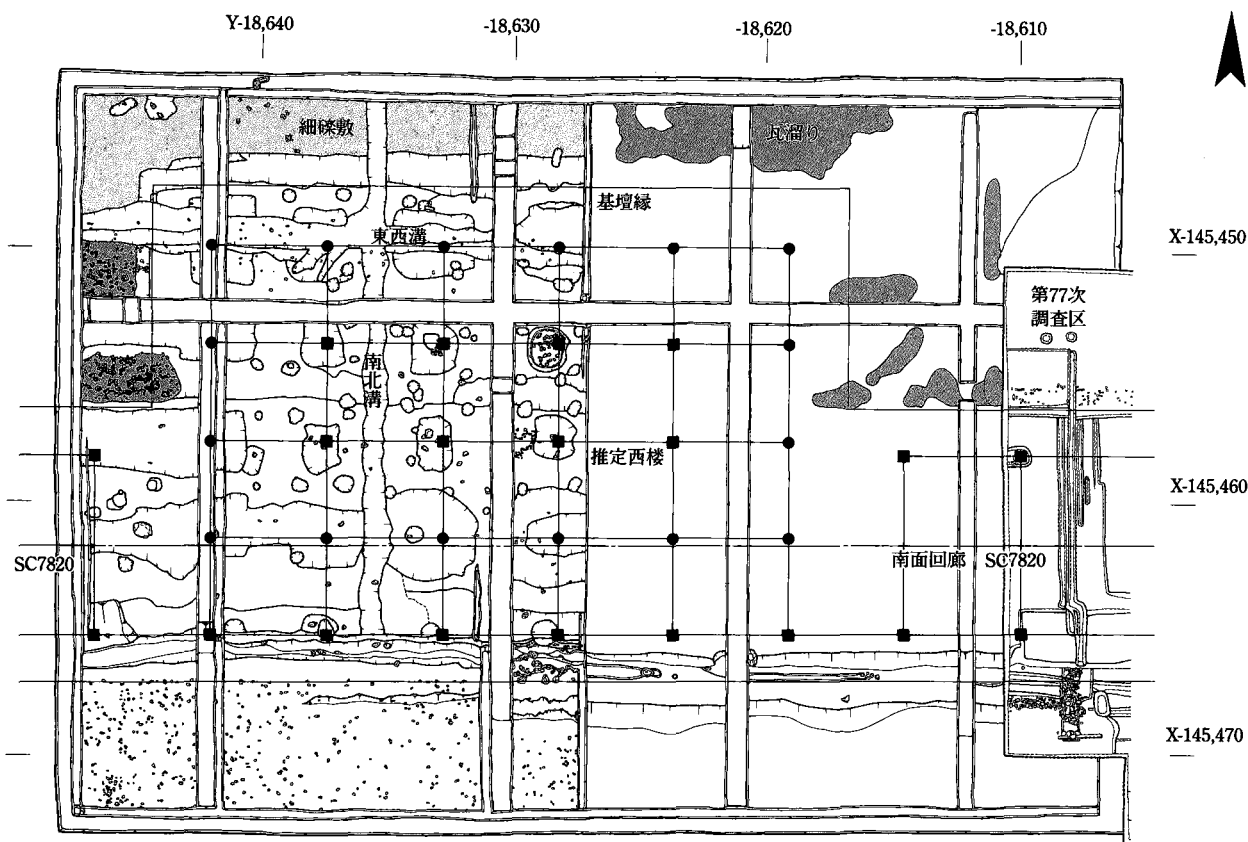 Y-18,640
-18,630
-18,620
-18,610
細礫敷
瓦溜り
基壇縁
東西溝
X-145,450
第77次
調査区
南北溝
推定西楼
X-145,460
SC7820
南面回廊 SC7820
X-145,470